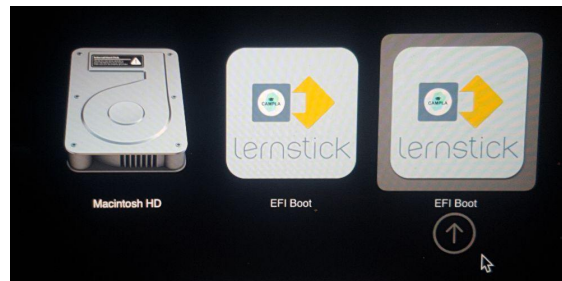 CAMPLA
CAMPLA
lernstick
lernstick
Macintosh HD
EFI Boot
EFI Boot